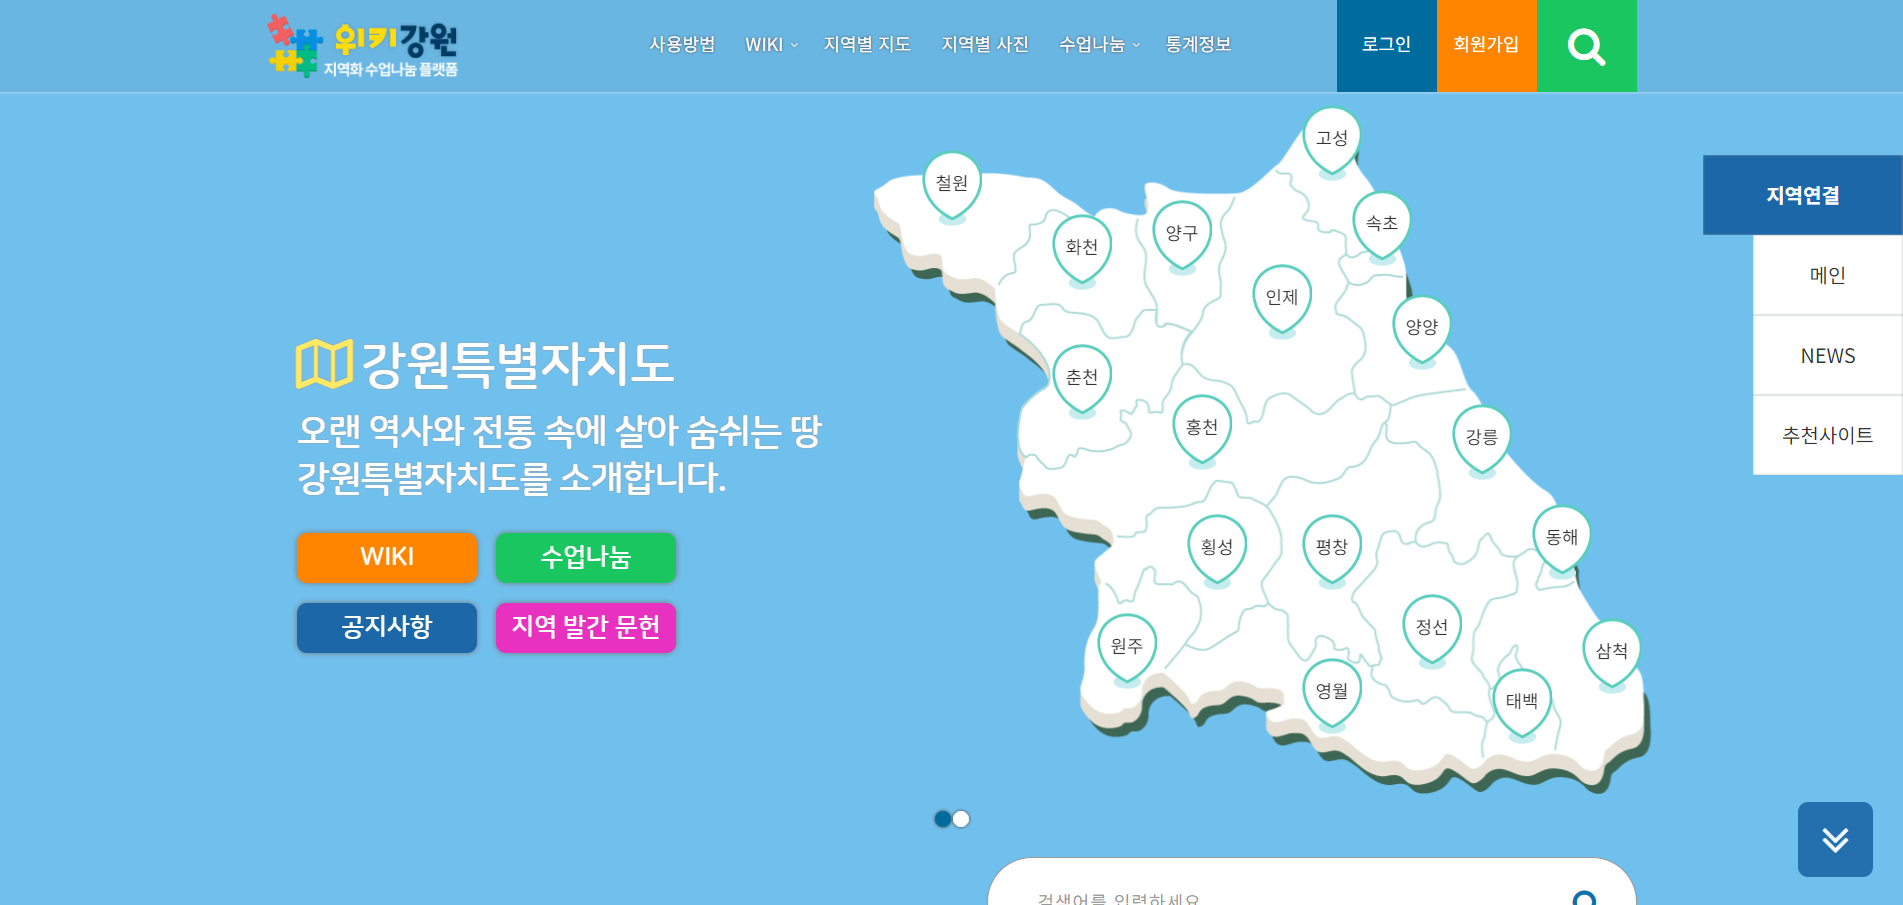 위키강원
지역화 수업나눔 플랫폼
사용방법
WIKI
지역별 지도
지역별 사진
수업나눔
통계정보
로그인
회원가입
고성
철원
속초
화천
양구
인제
양양
춘천
홍천
강릉
횡성
평창
동해
원주
정선
삼척
영월
태백
강원특별자치도
오랜 역사와 전통 속에 살아 숨쉬는 땅
강원특별자치도를 소개합니다.
WIKI
수업나눔
공지사항
지역 발간 문헌
지역연결
메인
NEWS
추천사이트
검색어를 입력하세요